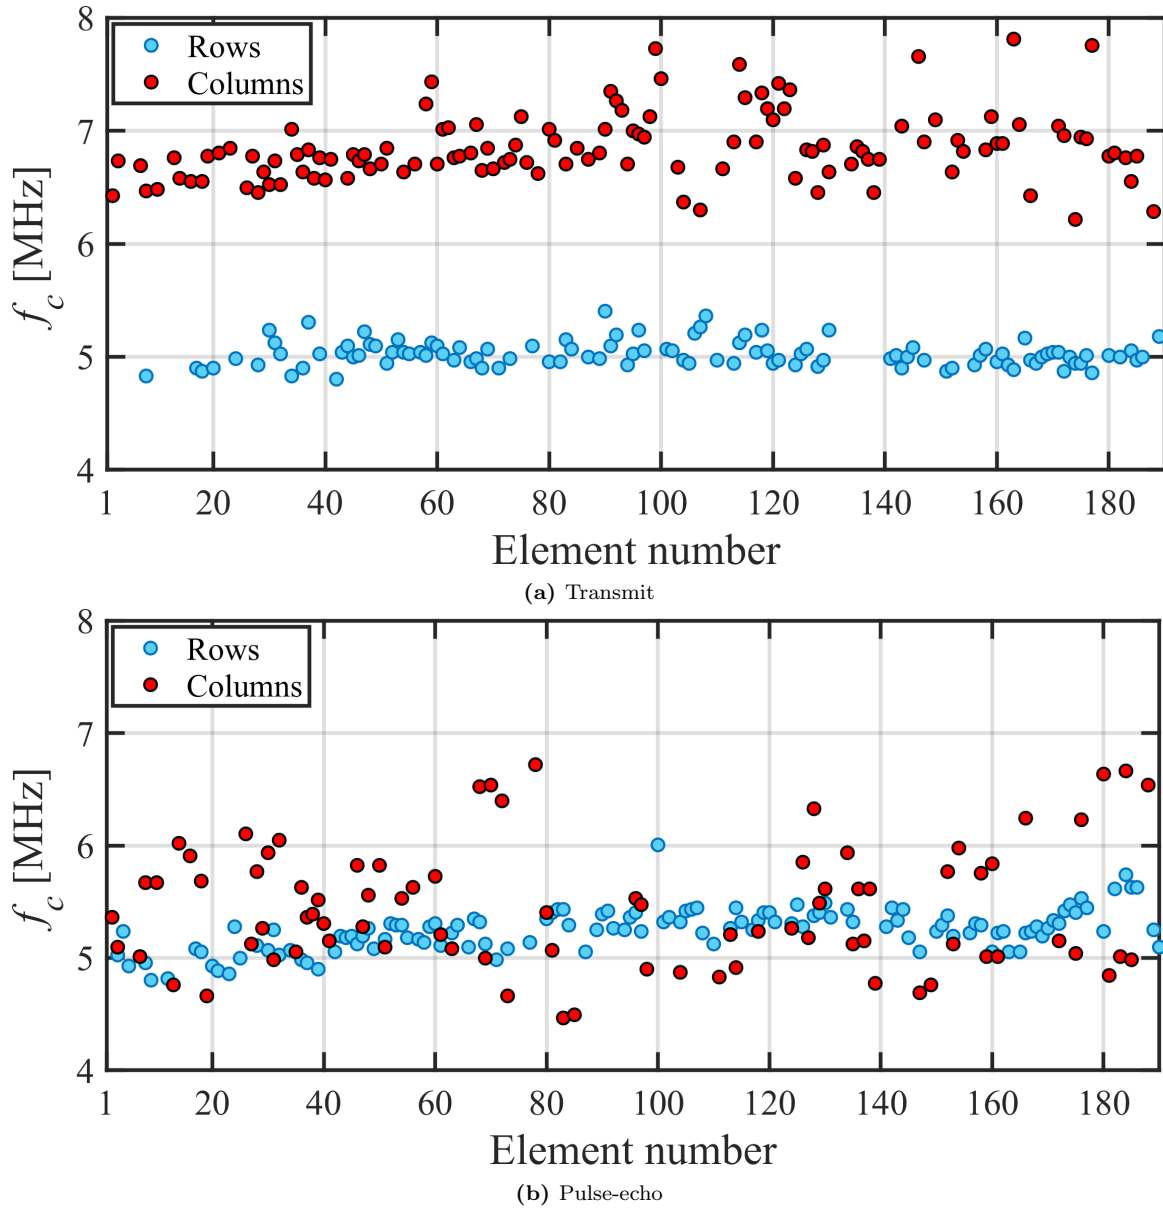 8
7
6
5
4
f_c [MHz]
Rows
Columns
1 20 40 60 80 100 120 140 160 180
Element number
(a) Transmit
8
7
6
5
4
f_c [MHz]
Rows
Columns
1 20 40 60 80 100 120 140 160 180
Element number
(b) Pulse-echo